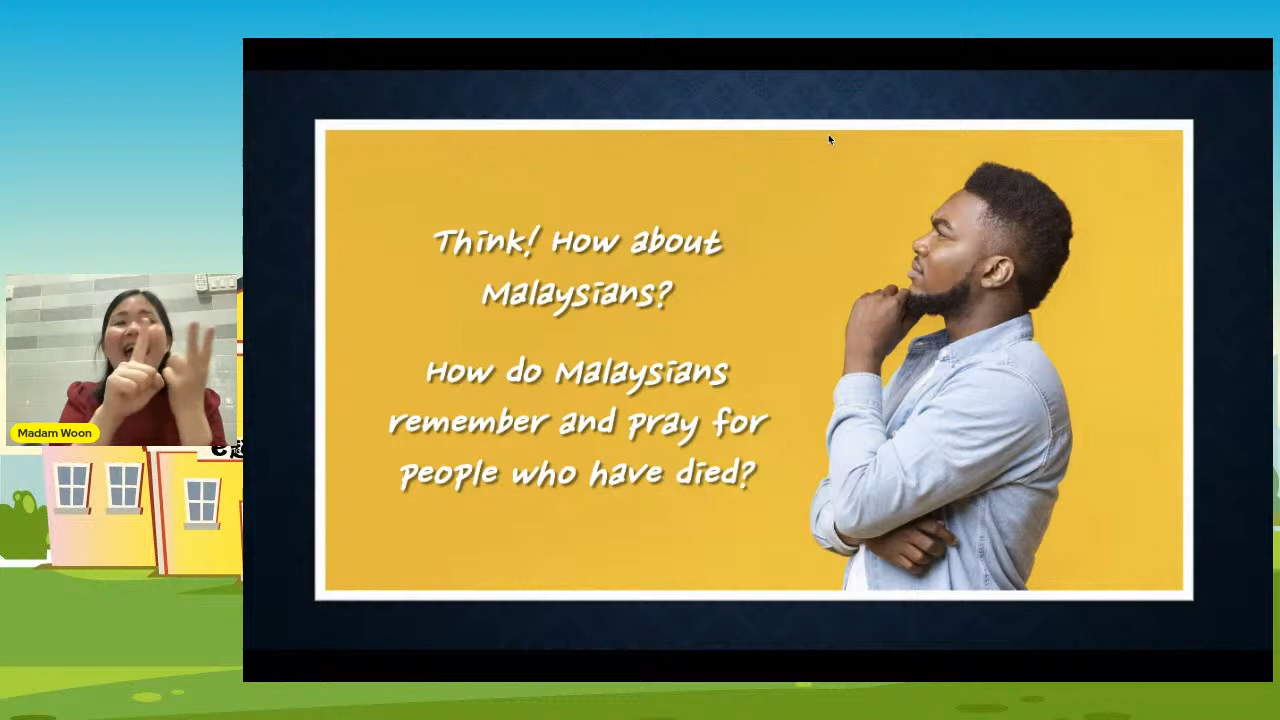 Think! How about
Malaysians?
How do Malaysians
remember and pray for
people who have died?
Madam Woon